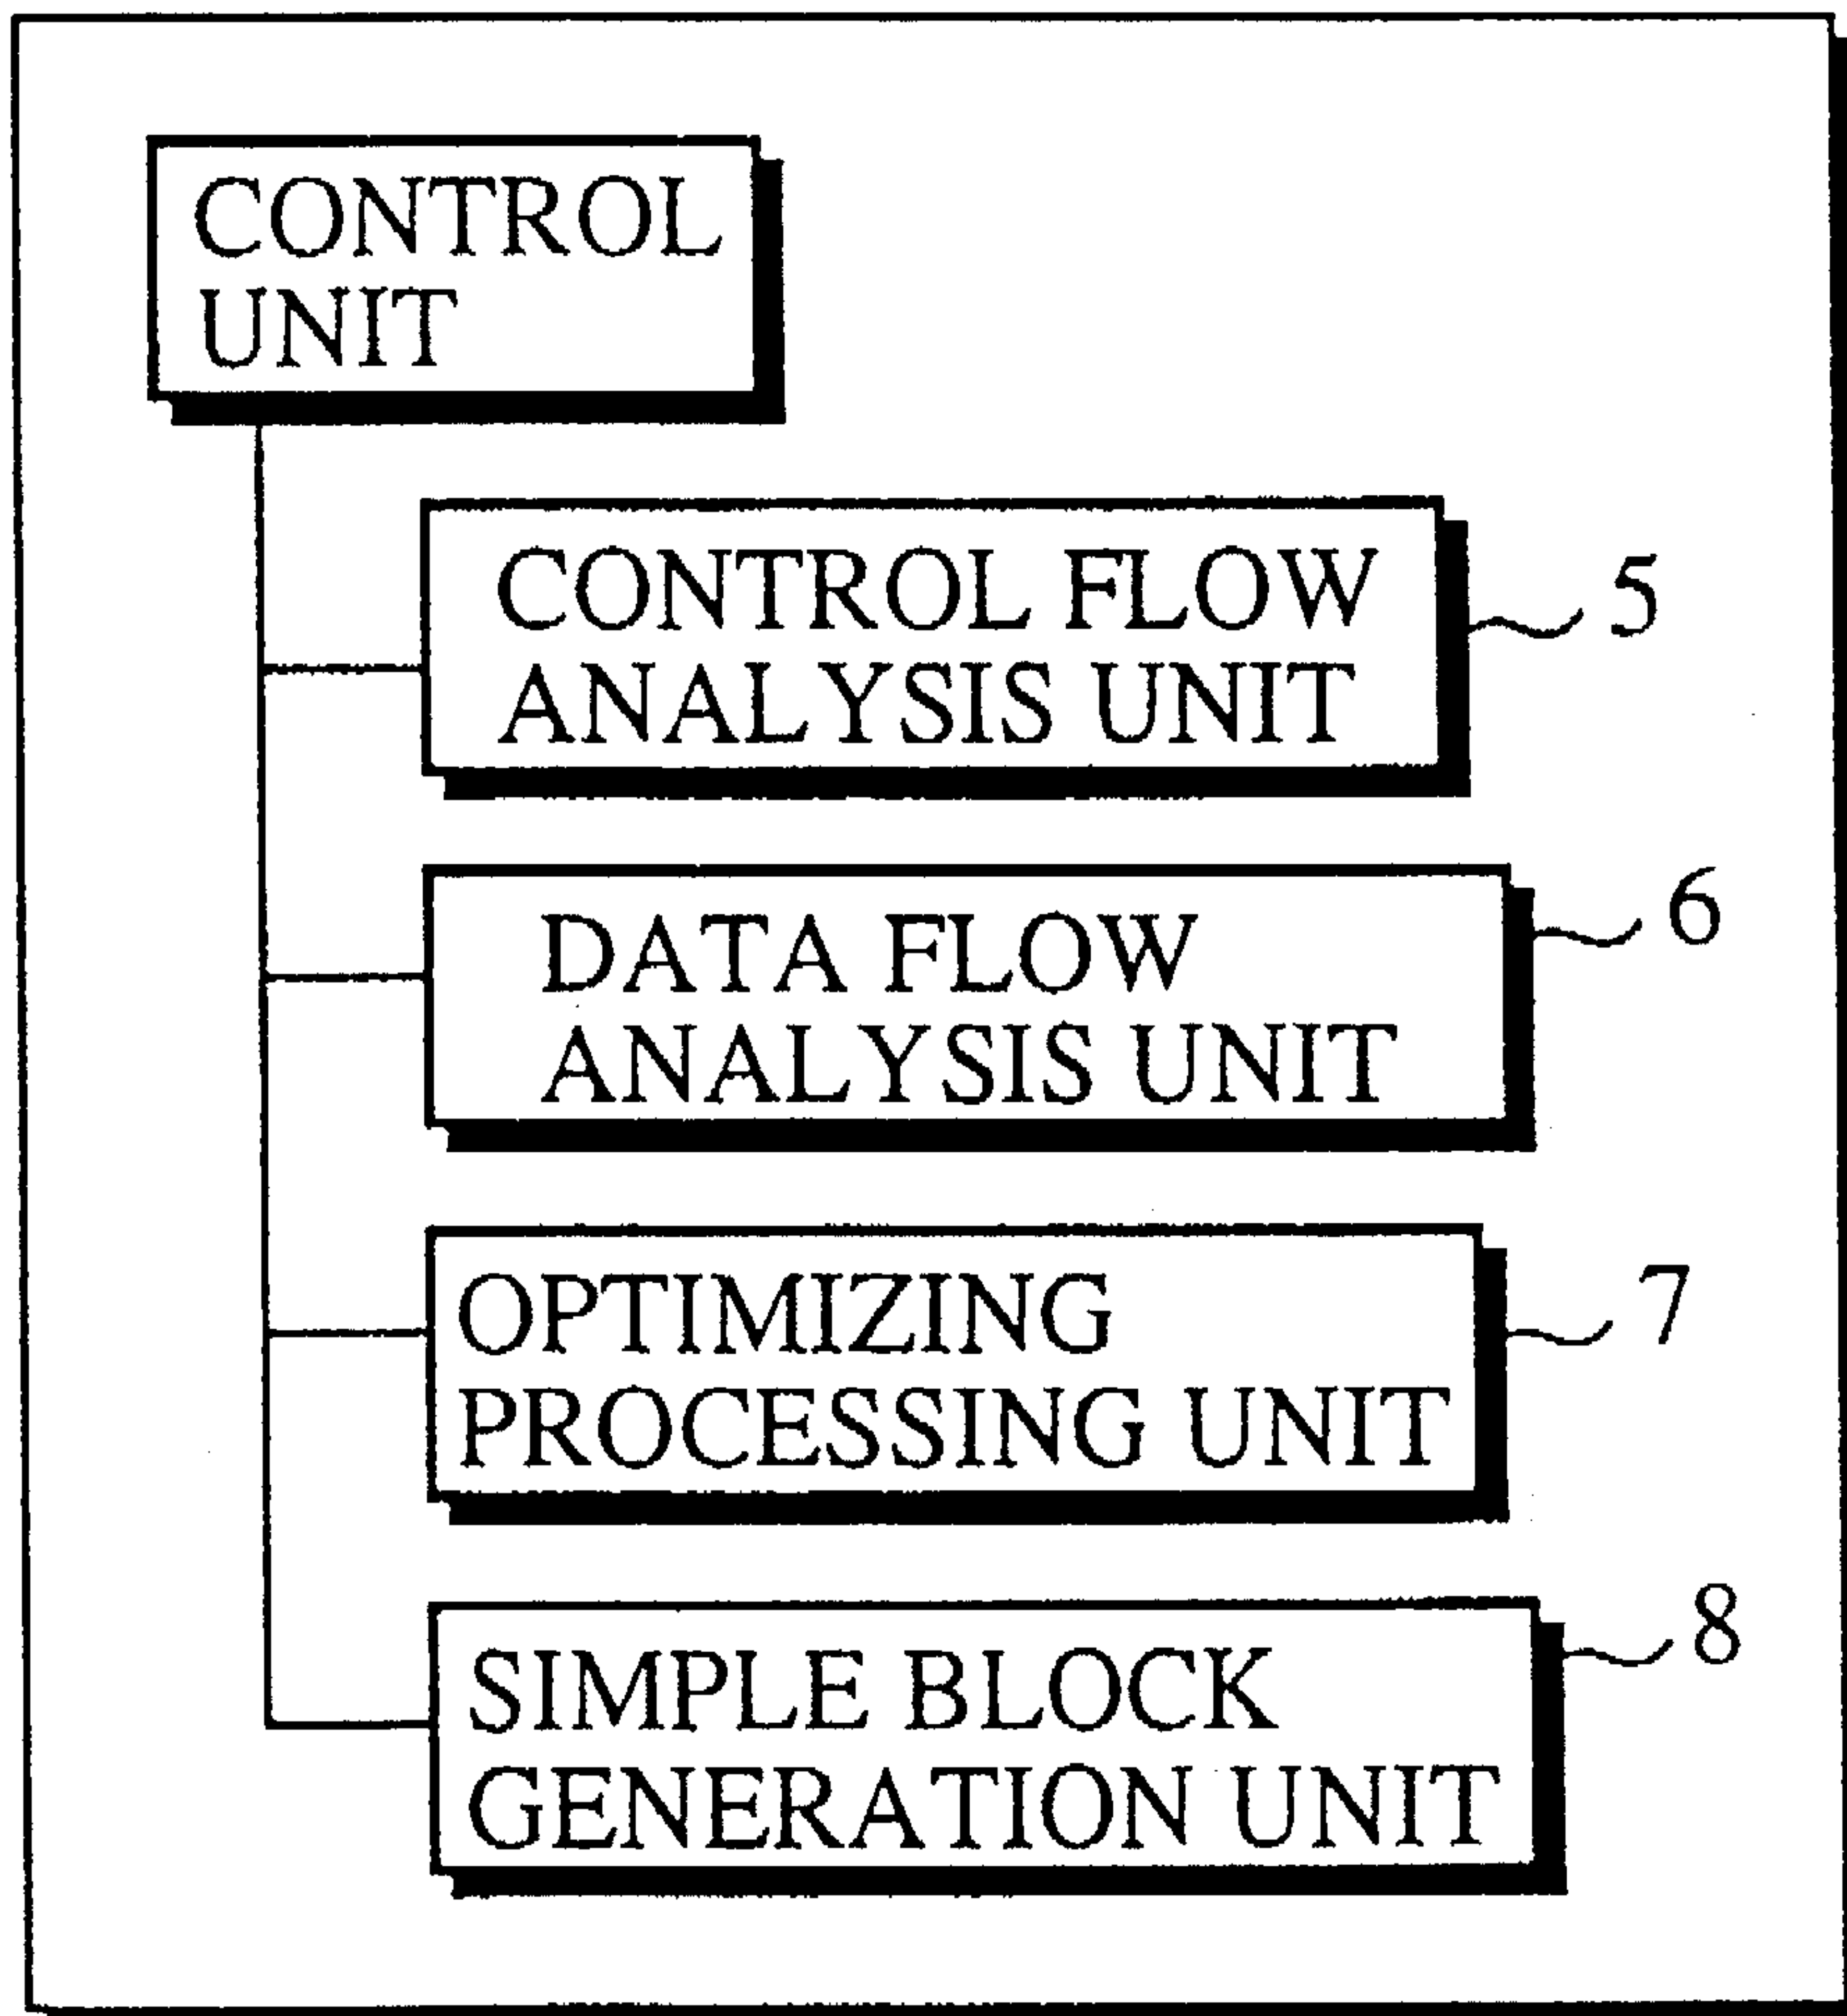 CONTROL
UNIT
CONTROL FLOW
ANALYSIS UNIT
5
DATA FLOW
ANALYSIS UNIT
6
OPTIMIZING
PROCESSING UNIT
7
SIMPLE BLOCK
GENERATION UNIT
8